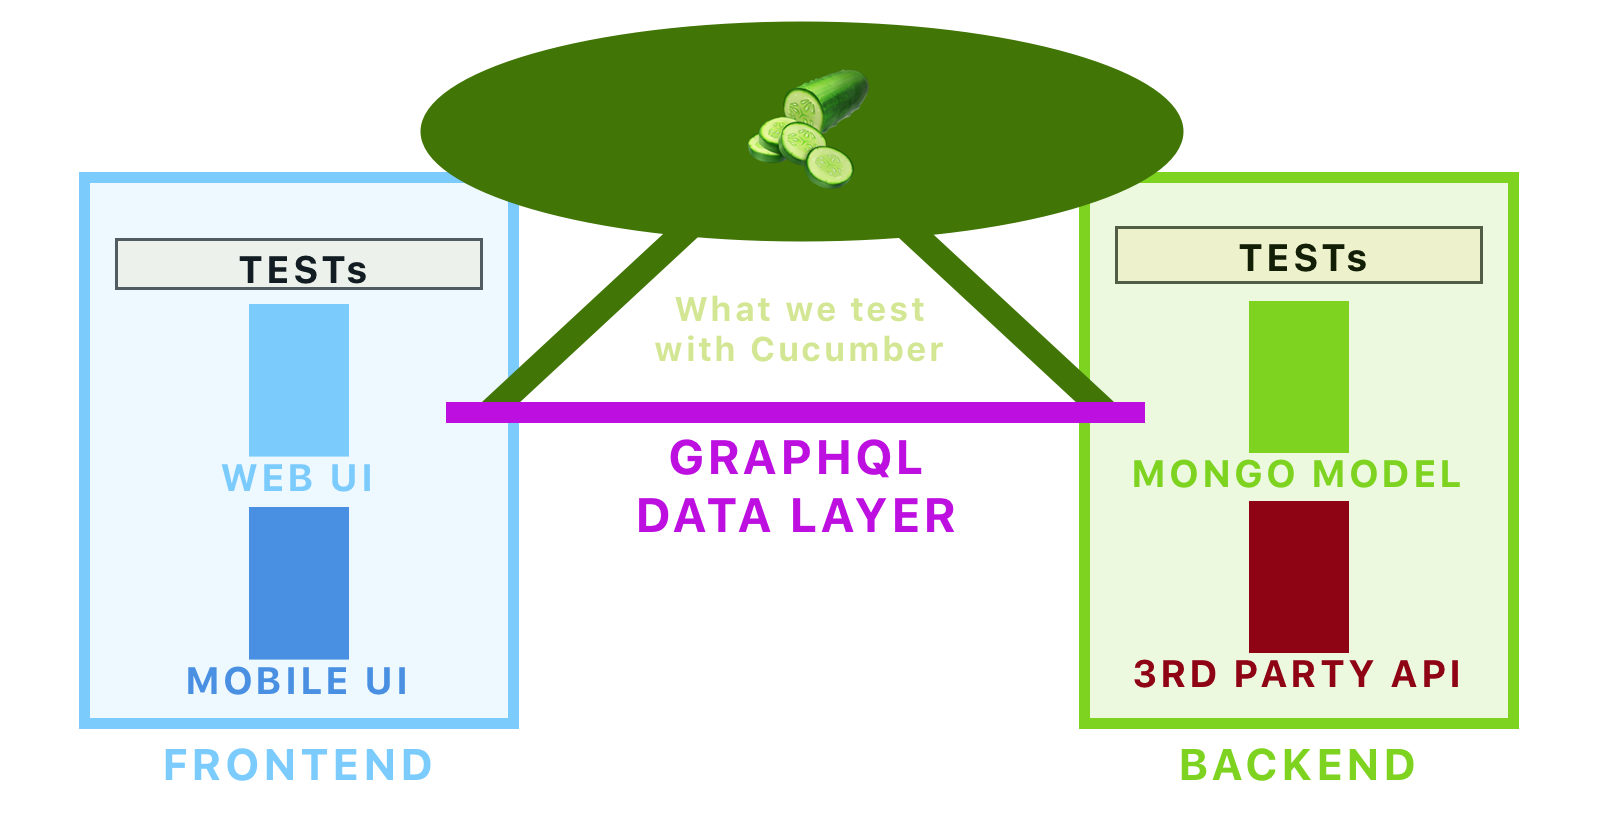 TESTs
WEB UI
MOBILE UI
FRONTEND
What we test
with Cucumber
GRAPHQL
DATA LAYER
TESTs
MONGO MODEL
3RD PARTY API
BACKEND